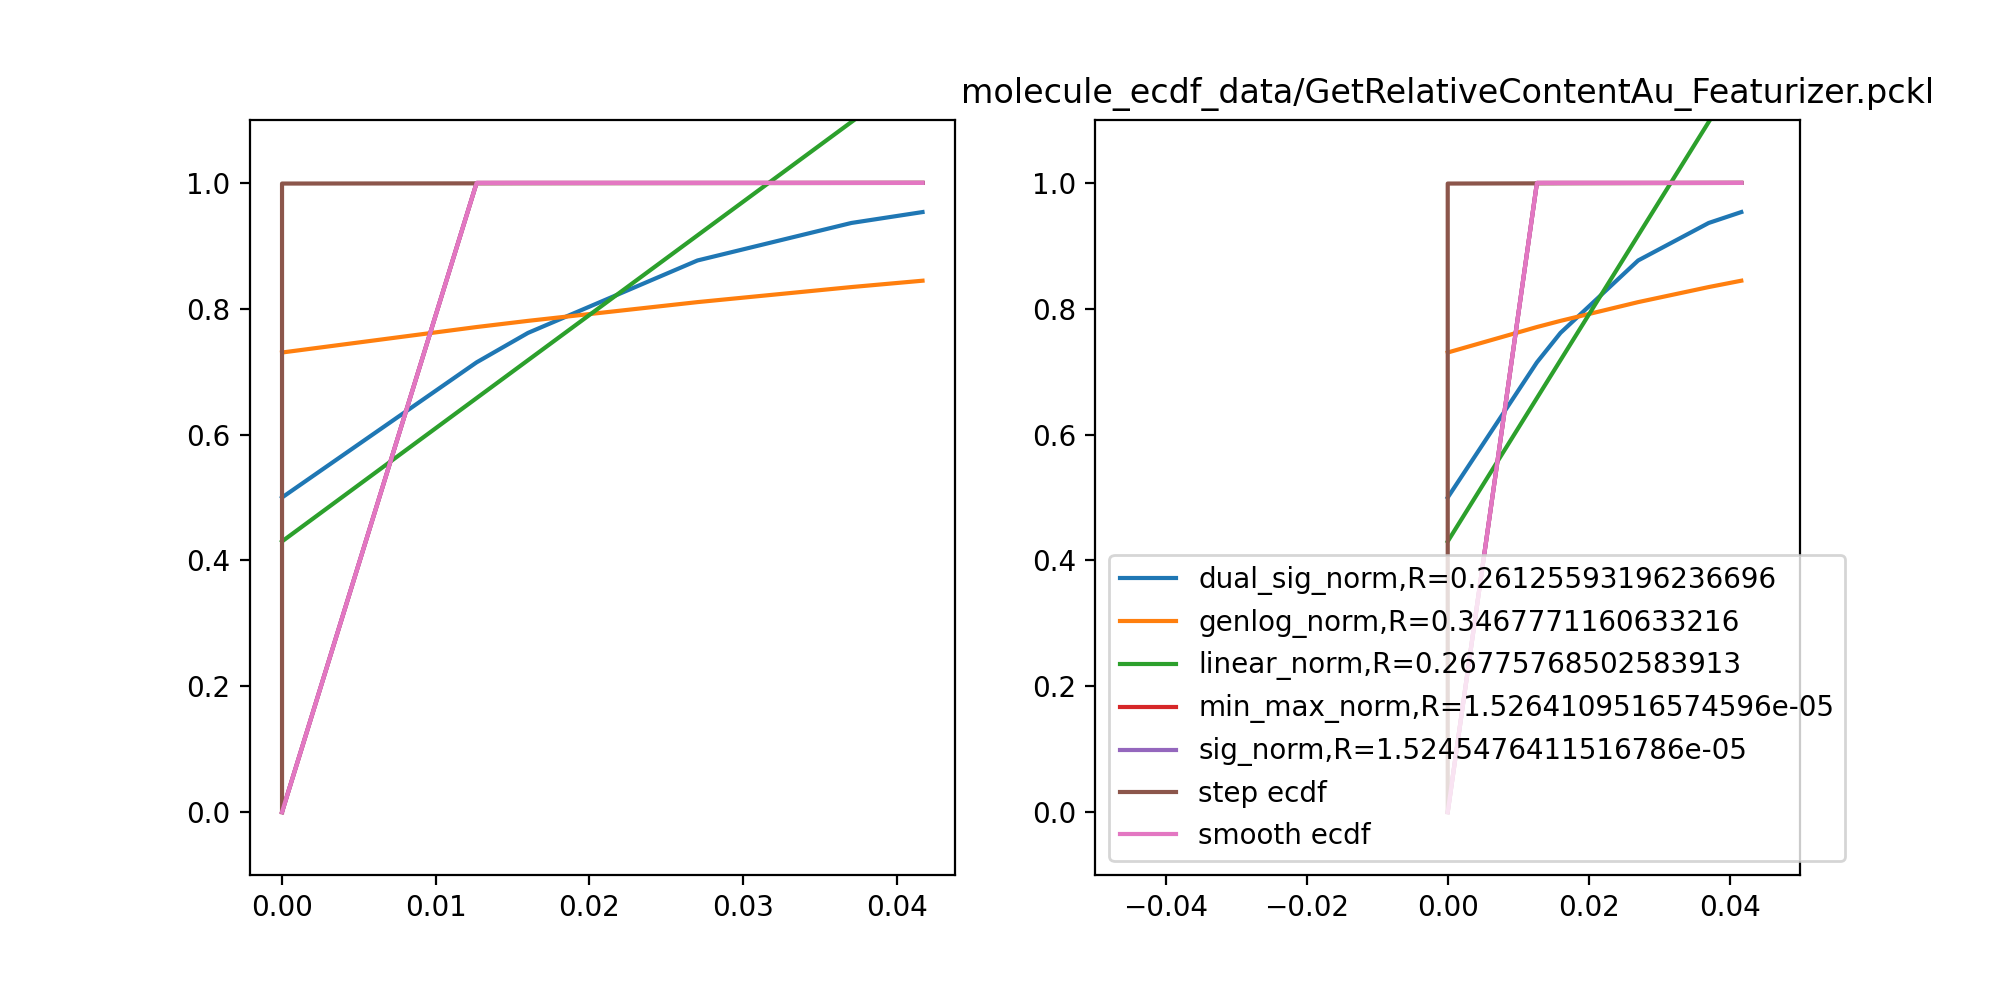 molecule_ecdf_data/GetRelativeContentAu_Featurizer.pckl
1.0
0.8
0.6
0.4
0.2
0.0
0.00 0.01 0.02 0.03 0.04
1.0
0.8
0.6
0.4
0.2
0.0
dual_sig_norm,R=0.26125593196236696
genlog_norm,R=0.3467771160633216
linear_norm,R=0.26775768502583913
min_max_norm,R=1.5264109516574596e-05
sig_norm,R=1.5245476411516786e-05
step ecdf
smooth ecdf
−0.04 −0.02 0.00 0.02 0.04